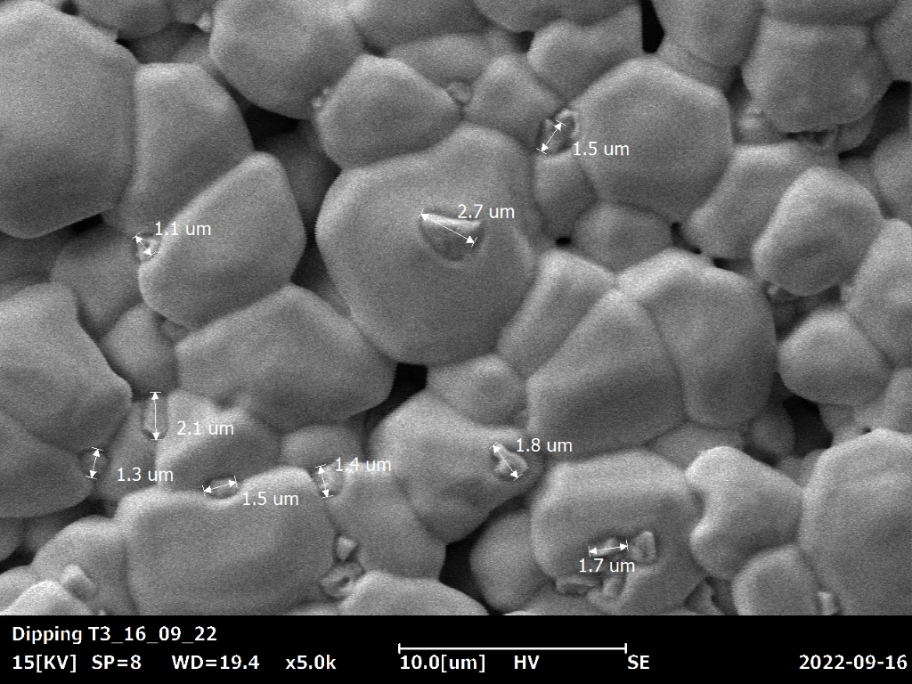 1.5 um
2.7 um
1.1 um
2.1 um
1.8 um
1.4 um
1.3 um
1.5 um
1.7 um
Dipping T3_16_09_22
15[KV] SP=8 WD=19.4 x5.0k 10.0[um] HV SE 2022-09-16